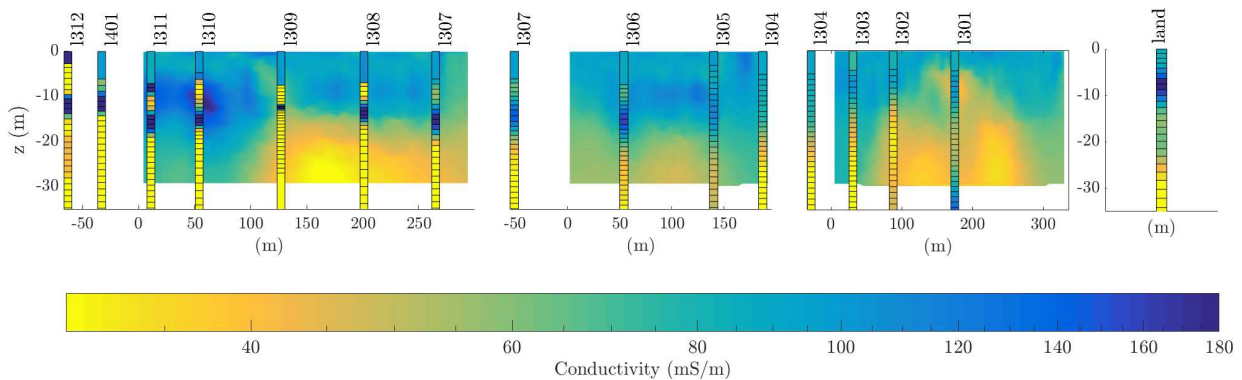 1312 1401 1311 1310 1309 1308 1307 1307 1306 1305 1304 1304 1303 1302 1301 land
0 0
-10 -10
z (m)
-20 -20
-30 -30
-50 0 50 100 150 200 250 -50 0 50 100 150 0 100 200 300
(m) (m) (m) (m)
40 60 80 100 120 140 160 180
Conductivity (mS/m)